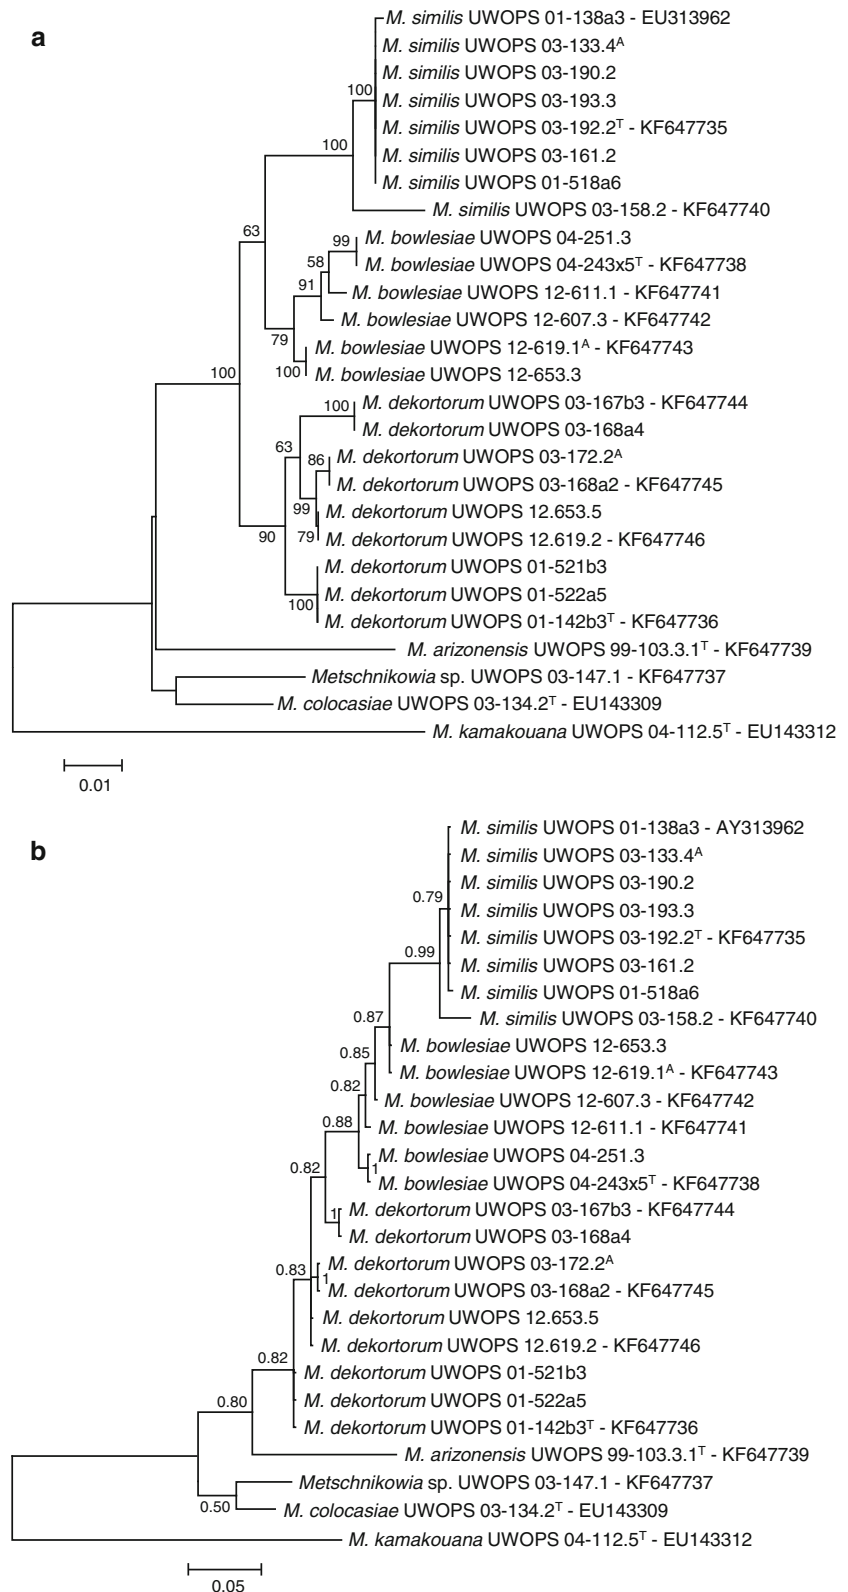 a
M. similis UWOPS 01-138a3 - EU313962
M. similis UWOPS 03-133.4ᴬ
M. similis UWOPS 03-190.2
100
M. similis UWOPS 03-193.3
M. similis UWOPS 03-192.2ᵀ - KF647735
100
M. similis UWOPS 03-161.2
M. similis UWOPS 01-518a6
M. similis UWOPS 03-158.2 - KF647740
63
99
M. bowlesiae UWOPS 04-251.3
58
M. bowlesiae UWOPS 04-243x5ᵀ - KF647738
91
M. bowlesiae UWOPS 12-611.1 - KF647741
M. bowlesiae UWOPS 12-607.3 - KF647742
79
M. bowlesiae UWOPS 12-619.1ᴬ - KF647743
100
100
M. bowlesiae UWOPS 12-653.3
100
M. dekortorum UWOPS 03-167b3 - KF647744
M. dekortorum UWOPS 03-168a4
63
86
M. dekortorum UWOPS 03-172.2ᴬ
M. dekortorum UWOPS 03-168a2 - KF647745
99
M. dekortorum UWOPS 12.653.5
90
79
M. dekortorum UWOPS 12.619.2 - KF647746
M. dekortorum UWOPS 01-521b3
M. dekortorum UWOPS 01-522a5
100
M. dekortorum UWOPS 01-142b3ᵀ - KF647736
M. arizonensis UWOPS 99-103.3.1ᵀ - KF647739
Metschnikowia sp. UWOPS 03-147.1 - KF647737
M. colocasiae UWOPS 03-134.2ᵀ - EU143309
M. kamakouana UWOPS 04-112.5ᵀ - EU143312
0.01
b
M. similis UWOPS 01-138a3 - AY313962
M. similis UWOPS 03-133.4ᴬ
M. similis UWOPS 03-190.2
0.79
M. similis UWOPS 03-193.3
M. similis UWOPS 03-192.2ᵀ - KF647735
0.99
M. similis UWOPS 03-161.2
M. similis UWOPS 01-518a6
M. similis UWOPS 03-158.2 - KF647740
0.87
M. bowlesiae UWOPS 12-653.3
0.85
M. bowlesiae UWOPS 12-619.1ᴬ - KF647743
0.82
M. bowlesiae UWOPS 12-607.3 - KF647742
0.88
M. bowlesiae UWOPS 12-611.1 - KF647741
M. bowlesiae UWOPS 04-251.3
0.82
1
M. bowlesiae UWOPS 04-243x5ᵀ - KF647738
1
M. dekortorum UWOPS 03-167b3 - KF647744
M. dekortorum UWOPS 03-168a4
M. dekortorum UWOPS 03-172.2ᴬ
0.83
1
M. dekortorum UWOPS 03-168a2 - KF647745
M. dekortorum UWOPS 12.653.5
M. dekortorum UWOPS 12.619.2 - KF647746
0.82
M. dekortorum UWOPS 01-521b3
0.80
M. dekortorum UWOPS 01-522a5
M. dekortorum UWOPS 01-142b3ᵀ - KF647736
M. arizonensis UWOPS 99-103.3.1ᵀ - KF647739
Metschnikowia sp. UWOPS 03-147.1 - KF647737
0.50
M. colocasiae UWOPS 03-134.2ᵀ - EU143309
M. kamakouana UWOPS 04-112.5ᵀ - EU143312
0.05